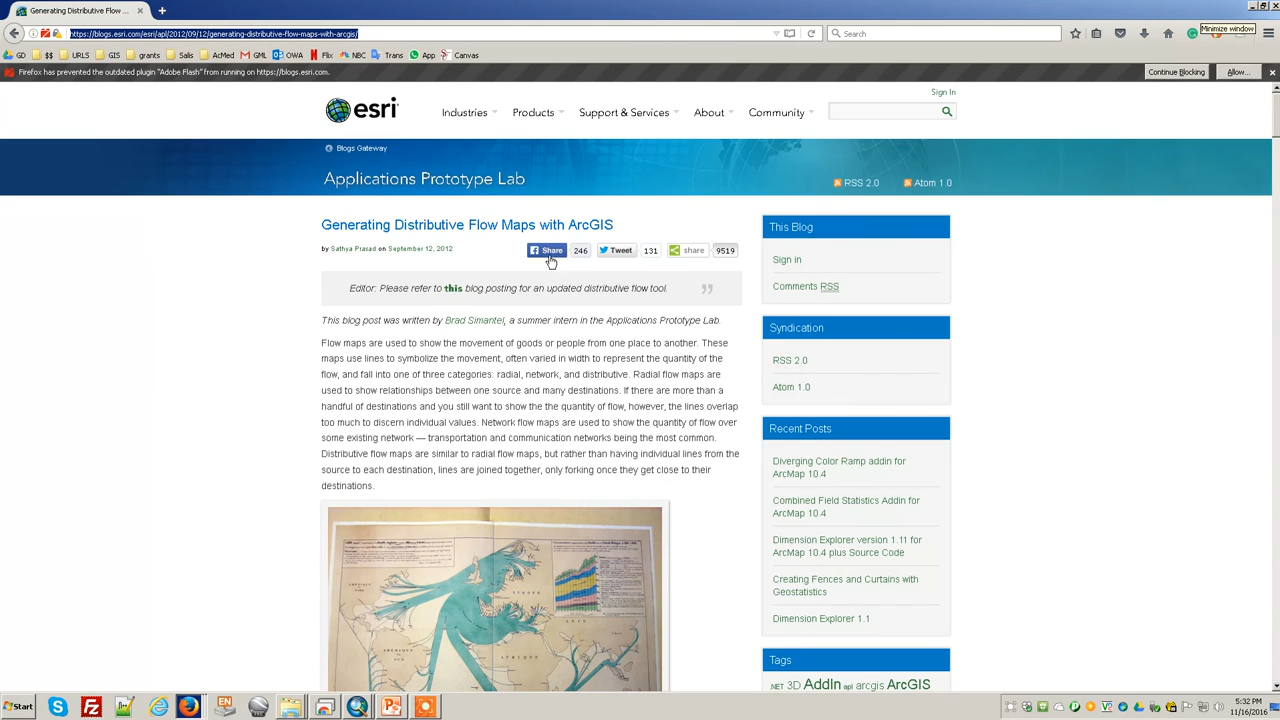 Generating Distributive Flow ...
https://blogs.esri.com/esri/apl/2012/09/12/generating-distributive-flow-maps-with-arcgis/
Search
Minimize window
GD $$ URLS GIS grants Salis AcMed GML OWA Flix NBC Trans App Canvas
Firefox has prevented the outdated plugin "Adobe Flash" from running on https://blogs.esri.com.
Continue Blocking
Allow...
Sign In
esri
Industries Products Support & Services About Community
Blogs Gateway
Applications Prototype Lab
RSS 2.0 Atom 1.0
Generating Distributive Flow Maps with ArcGIS
by Sathya Prasad on September 12, 2012
Share 246 Tweet 131 share 9519
Editor: Please refer to this blog posting for an updated distributive flow tool.
This blog post was written by Brad Simantel, a summer intern in the Applications Prototype Lab.
Flow maps are used to show the movement of goods or people from one place to another. These
maps use lines to symbolize the movement, often varied in width to represent the quantity of the
flow, and fall into one of three categories: radial, network, and distributive. Radial flow maps are
used to show relationships between one source and many destinations. If there are more than a
handful of destinations and you still want to show the the quantity of flow, however, the lines overlap
too much to discern individual values. Network flow maps are used to show the quantity of flow over
some existing network — transportation and communication networks being the most common.
Distributive flow maps are similar to radial flow maps, but rather than having individual lines from the
source to each destination, lines are joined together, only forking once they get close to their
destinations.
This Blog
Sign in
Comments RSS
Syndication
RSS 2.0
Atom 1.0
Recent Posts
Diverging Color Ramp addin for
ArcMap 10.4
Combined Field Statistics Addin for
ArcMap 10.4
Dimension Explorer version 1.11 for
ArcMap 10.4 plus Source Code
Creating Fences and Curtains with
Geostatistics
Dimension Explorer 1.1
Tags
.NET 3D AddIn apl arcgis ArcGIS
Start
5:32 PM
11/16/2016